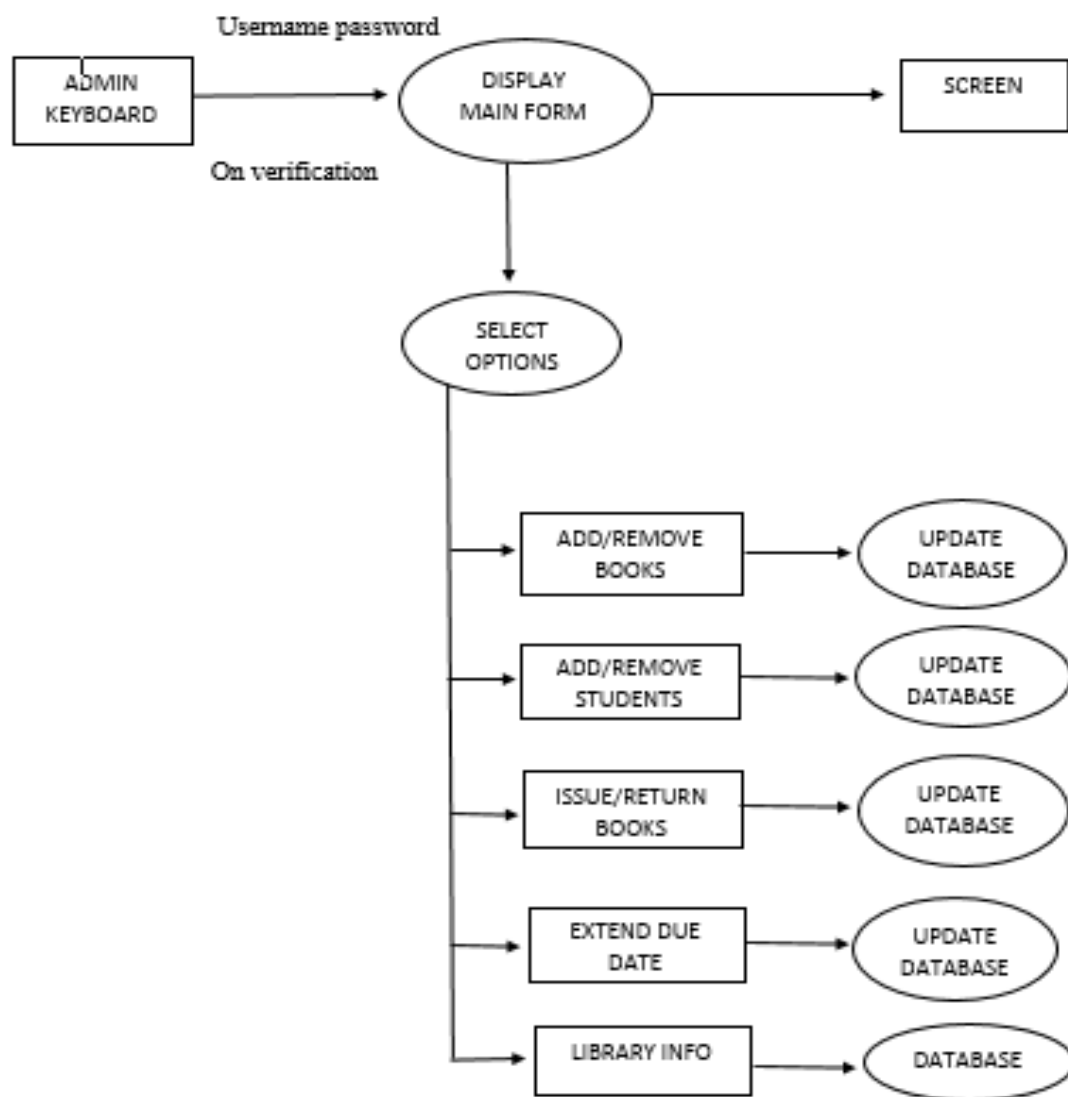 Username password
ADMIN
KEYBOARD
DISPLAY
MAIN FORM
SCREEN
On verification
SELECT
OPTIONS
ADD/REMOVE
BOOKS
UPDATE
DATABASE
ADD/REMOVE
STUDENTS
UPDATE
DATABASE
ISSUE/RETURN
BOOKS
UPDATE
DATABASE
EXTEND DUE
DATE
UPDATE
DATABASE
LIBRARY INFO
DATABASE